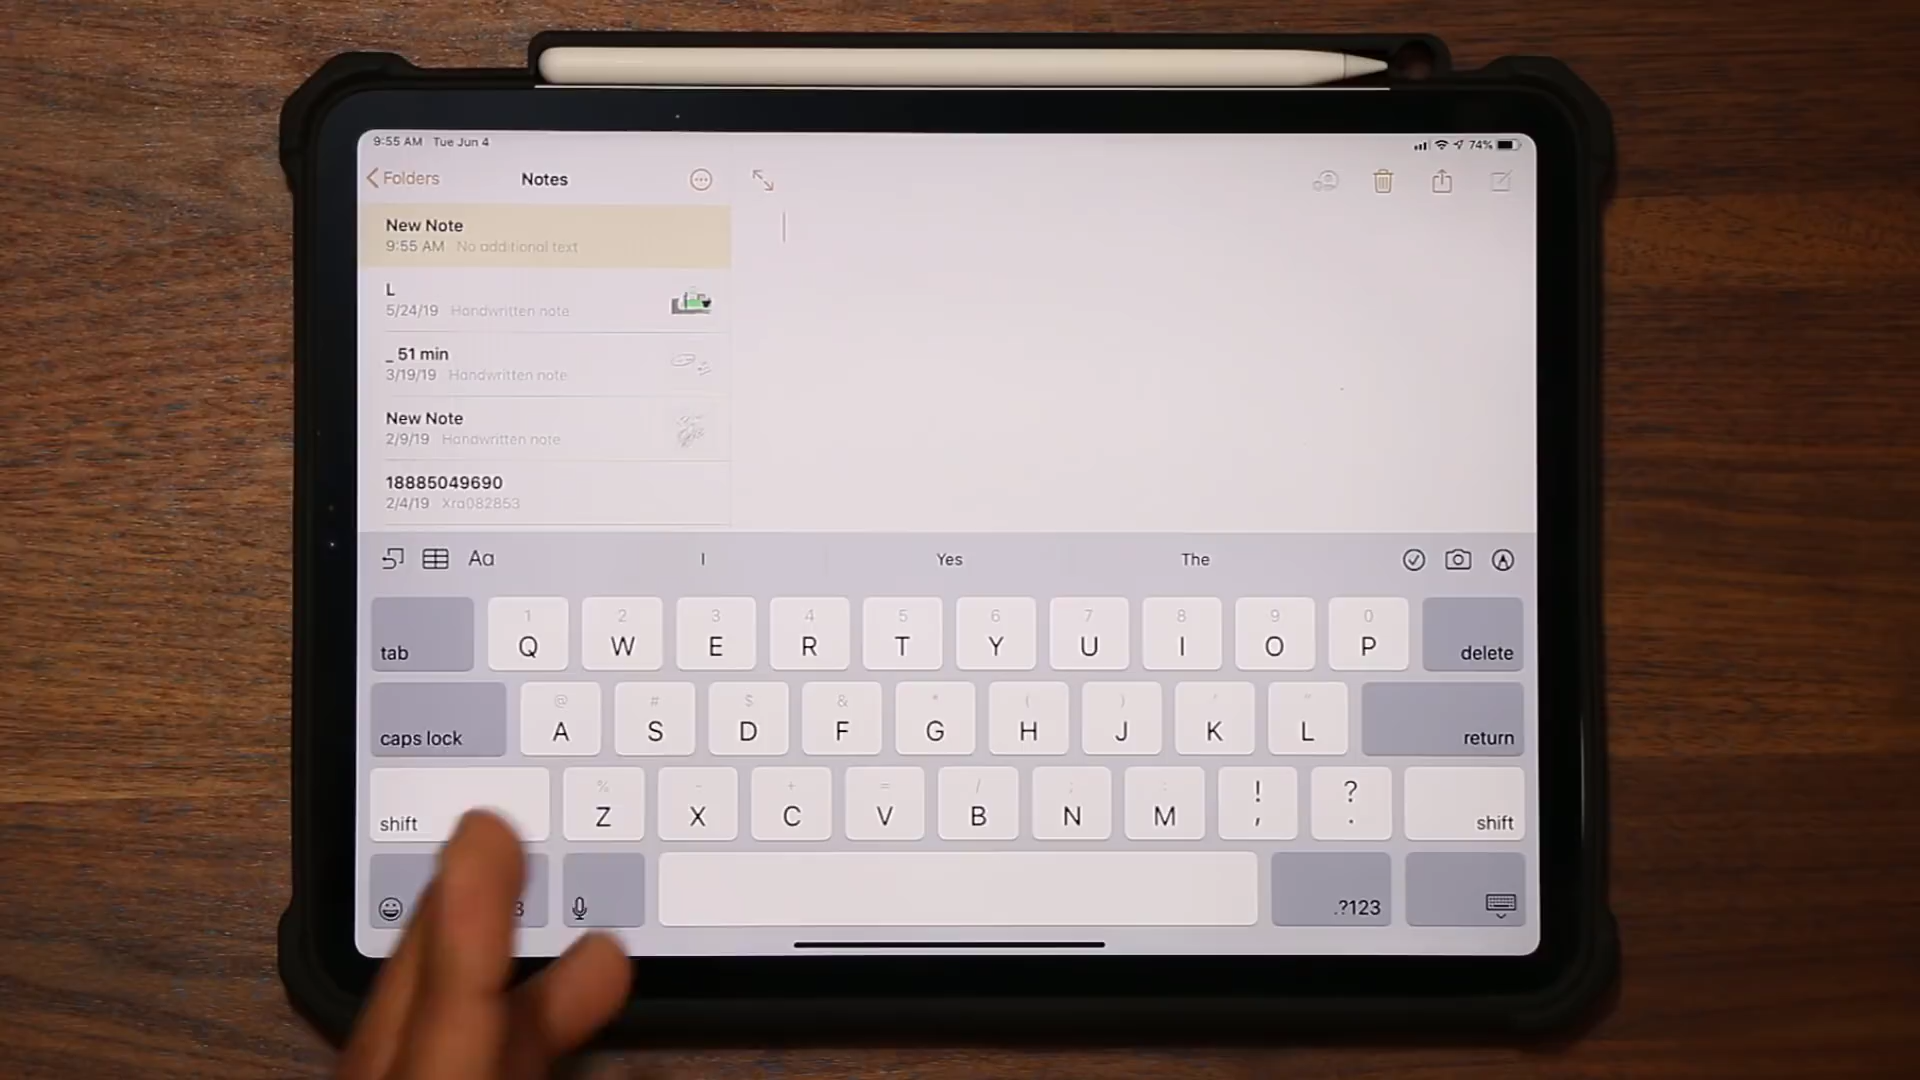 9:55 AM Tue Jun 4
74%
Folders
Notes
New Note
9:55 AM No additional text
L
5/24/19 Handwritten note
_ 51 min
3/19/19 Handwritten note
New Note
2/9/19 Handwritten note
18885049690
2/4/19 Xra082853
Aa I Yes The
1 2 3 4 5 6 7 8 9 0
tab Q W E R T Y U I O P delete
@ # $ & * ( ) ' "
caps lock A S D F G H J K L return
% - + = / ; : ! ?
shift Z X C V B N M , . shift
3 .?123